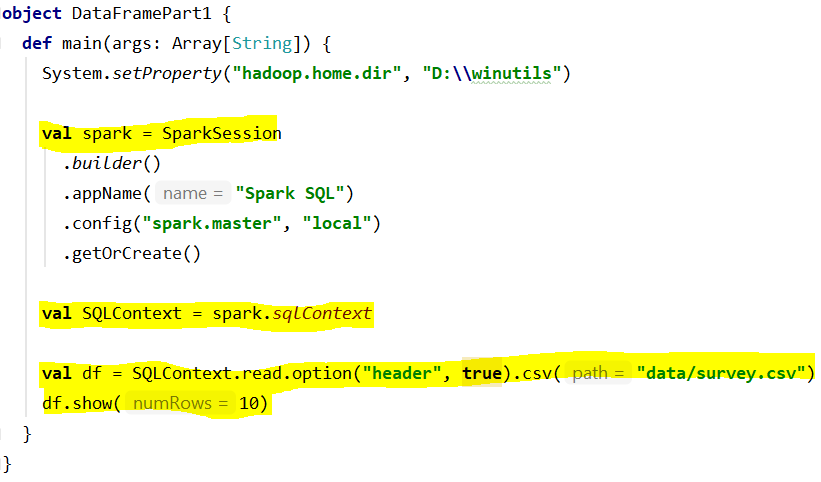 object DataFramePart1 {
def main(args: Array[String]) {
System.setProperty("hadoop.home.dir", "D:\\winutils")
val spark = SparkSession
.builder()
.appName( name = "Spark SQL")
.config("spark.master", "local")
.getOrCreate()
val SQLContext = spark.sqlContext
val df = SQLContext.read.option("header", true).csv( path = "data/survey.csv")
df.show( numRows = 10)
}
}